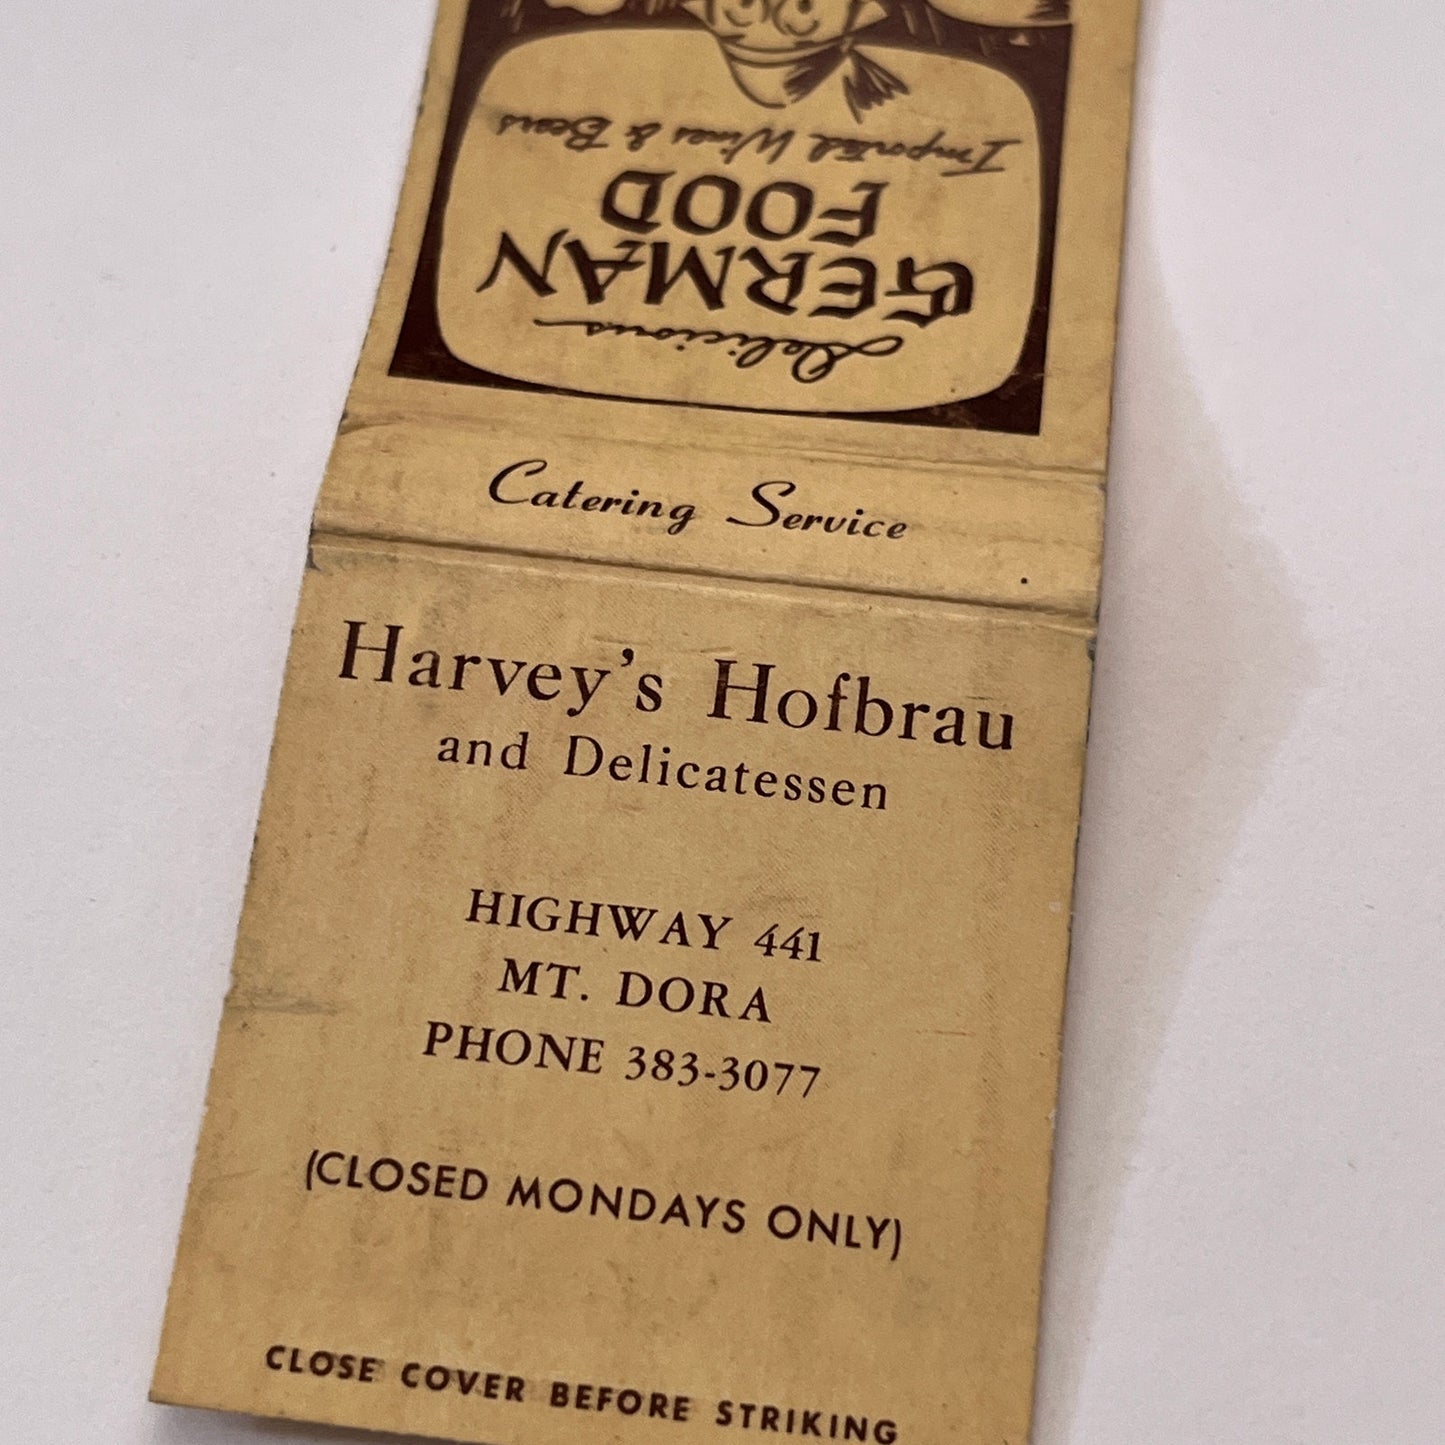 Delicious
GERMAN
FOOD
Imported Wines & Beers
Catering Service
Harvey's Hofbrau
and Delicatessen
HIGHWAY 441
MT. DORA
PHONE 383-3077
(CLOSED MONDAYS ONLY)
CLOSE COVER BEFORE STRIKING